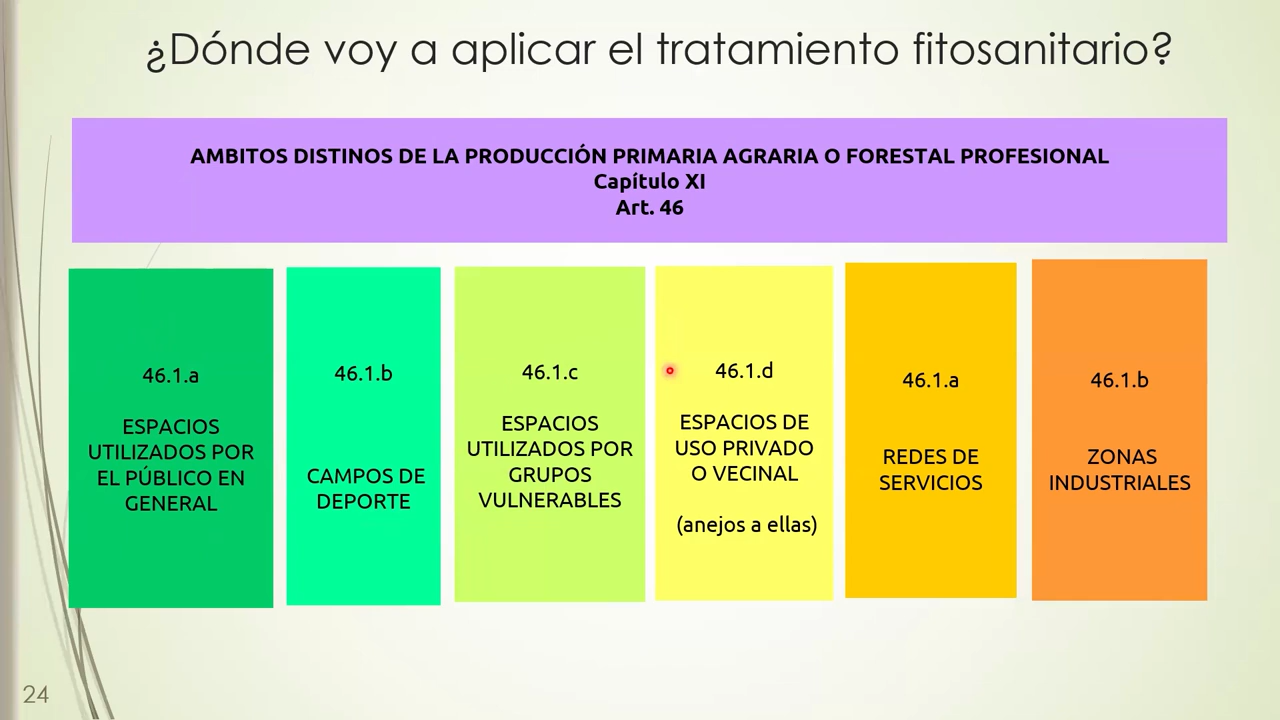 ¿Dónde voy a aplicar el tratamiento fitosanitario?
AMBITOS DISTINOS DE LA PRODUCCIÓN PRIMARIA AGRARIA O FORESTAL PROFESIONAL
Capítulo XI
Art. 46
46.1.a
ESPACIOS
UTILIZADOS POR
EL PÚBLICO EN
GENERAL
46.1.b
CAMPOS DE
DEPORTE
46.1.c
ESPACIOS
UTILIZADOS POR
GRUPOS
VULNERABLES
46.1.d
ESPACIOS DE
USO PRIVADO
O VECINAL
(anejos a ellas)
46.1.a
REDES DE
SERVICIOS
46.1.b
ZONAS
INDUSTRIALES
24